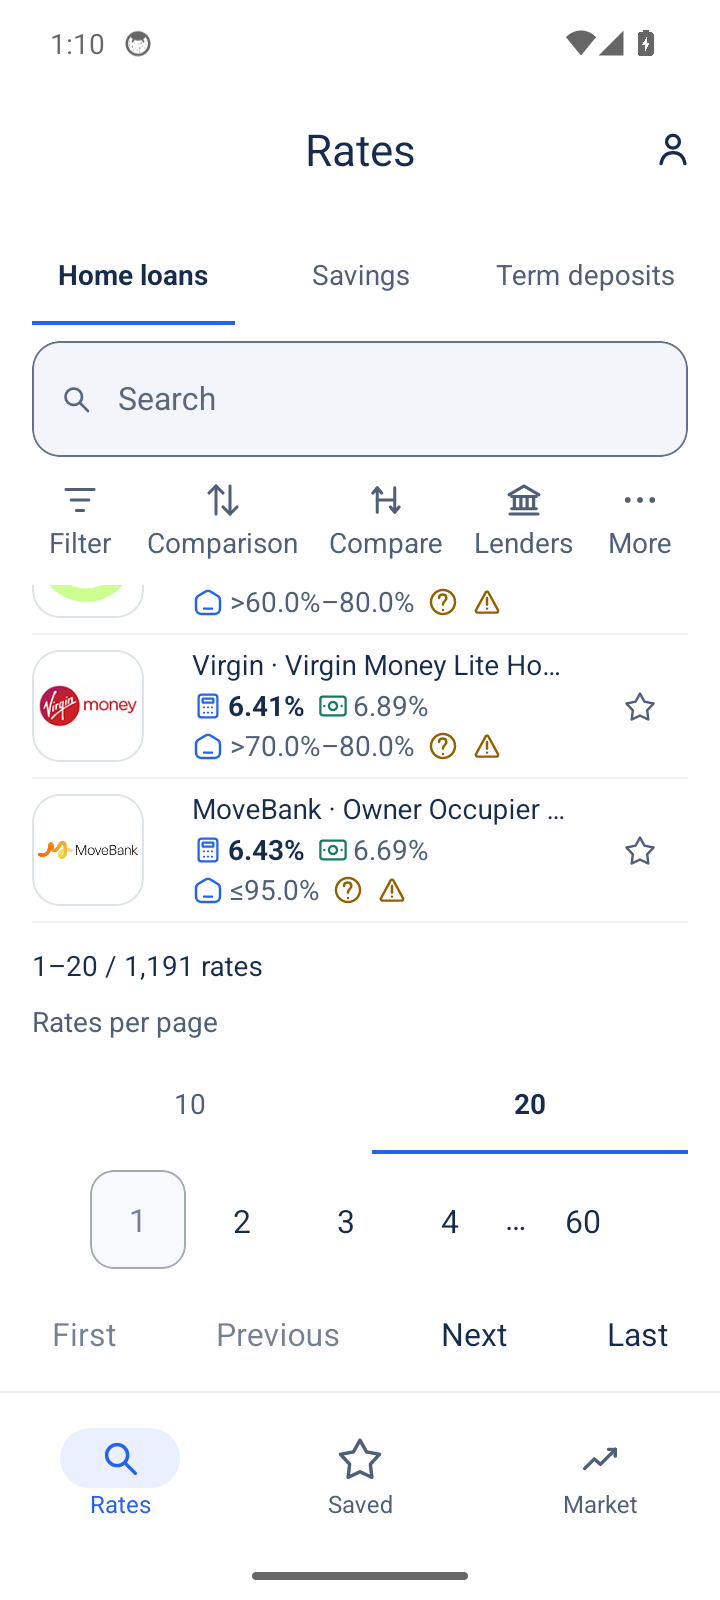 1:10
Rates
Home loans Savings Term deposits
Search
Filter Comparison Compare Lenders More
>60.0%–80.0%
Virgin · Virgin Money Lite Ho...
Virgin money
6.41% 6.89%
>70.0%–80.0%
MoveBank · Owner Occupier ...
MoveBank
6.43% 6.69%
≤95.0%
1–20 / 1,191 rates
Rates per page
10 20
1 2 3 4 ... 60
First Previous Next Last
Rates Saved Market